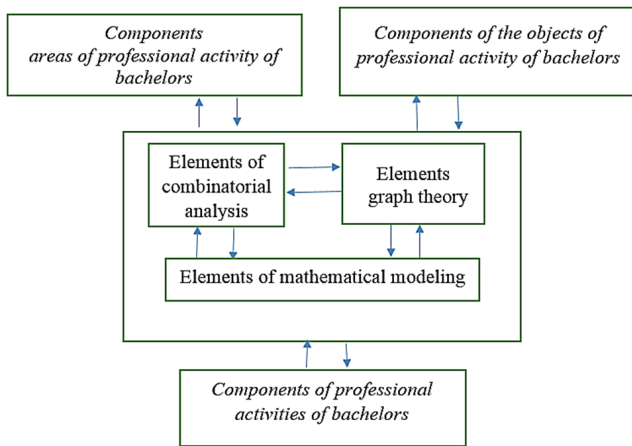 Components
areas of professional activity of
bachelors
Components of the objects of
professional activity of bachelors
Elements of
combinatorial
analysis
Elements
graph theory
Elements of mathematical modeling
Components of professional
activities of bachelors